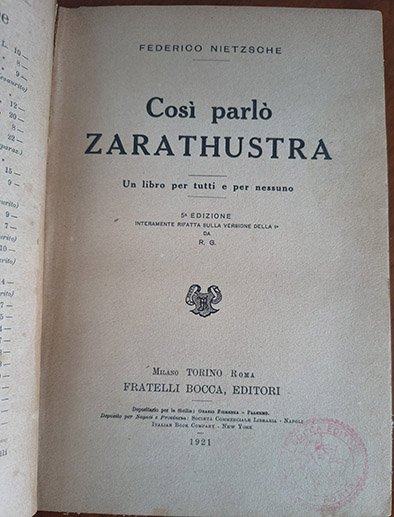 FEDERICO NIETZSCHE
Così parlò
ZARATHUSTRA
Un libro per tutti e per nessuno
5ª EDIZIONE
INTERAMENTE RIFATTA SULLA VERSIONE DELLA 1ª
DA
R. G.
MILANO TORINO ROMA
FRATELLI BOCCA, EDITORI
Depositario per la Sicilia: ORAZIO FIORENZA - PALERMO.
Deposito per Napoli e Provincia: SOCIETÀ COMMERCIALE LIBRARIA - NAPOLI
ITALIAN BOOK COMPANY - NEW YORK
1921
L. 10 —